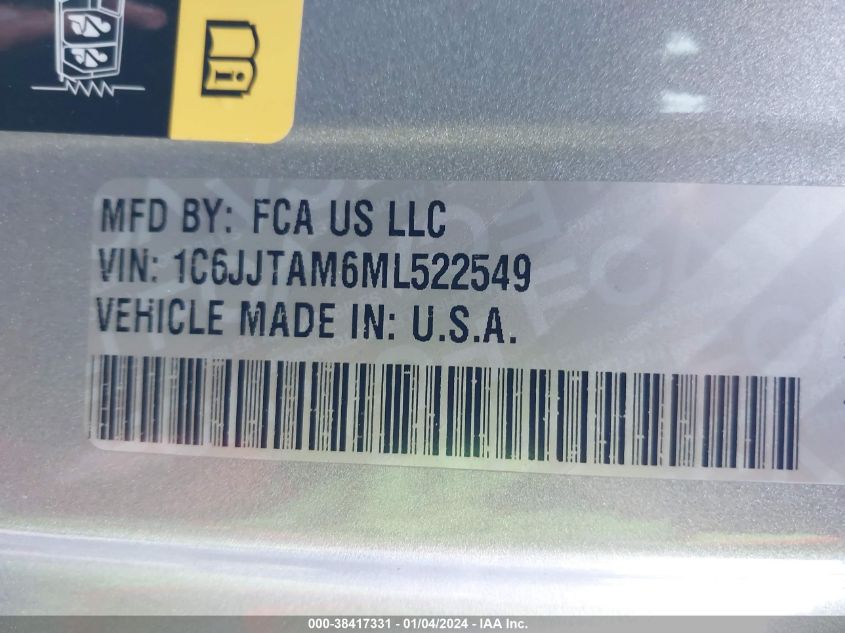 MFD BY: FCA US LLC
VIN: 1C6JJTAM6ML522549
VEHICLE MADE IN: U.S.A.
000-38417331 - 01/04/2024 - IAA Inc.